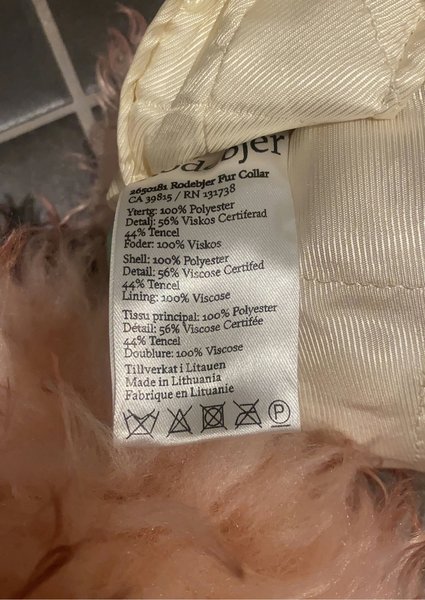 2650181 Rodebjer Fur Collar
CA 39815 / RN 131738
Ytertg: 100% Polyester
Detalj: 56% Viskos Certiferad
44% Tencel
Foder: 100% Viskos
Shell: 100% Polyester
Detail: 56% Viscose Certifed
44% Tencel
Lining: 100% Viscose
Tissu principal: 100% Polyester
Détail: 56% Viscose Certifée
44% Tencel
Doublure: 100% Viscose
Tillverkat i Litauen
Made in Lithuania
Fabrique en Lituanie
P